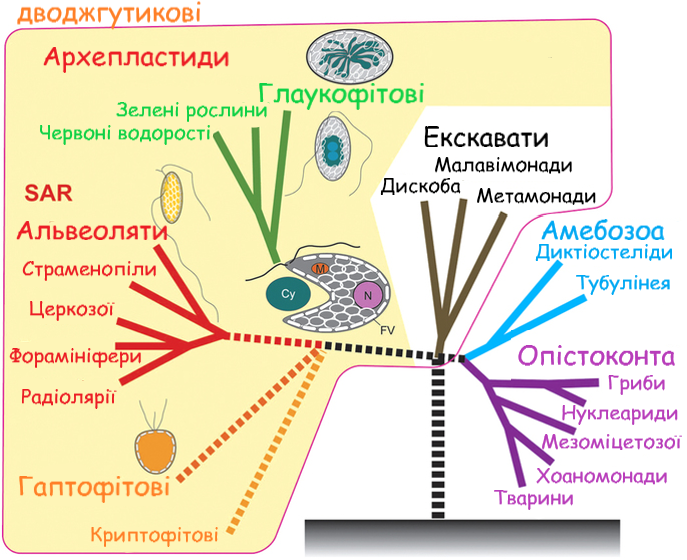 дводжгутикові
Архепластиди
Глаукофітові
Зелені рослини
Червоні водорості
Екскавати
Малавімонади
Дискоба
Метамонади
SAR
Альвеоляти
Страменопіли
Церкозої
Форамініфери
Радіолярії
M
Cy
N
FV
Амебозоа
Диктіостеліди
Тубулінея
Опістоконта
Гриби
Нуклеариди
Мезоміцетозої
Хоаномонади
Тварини
Гаптофітові
Криптофітові